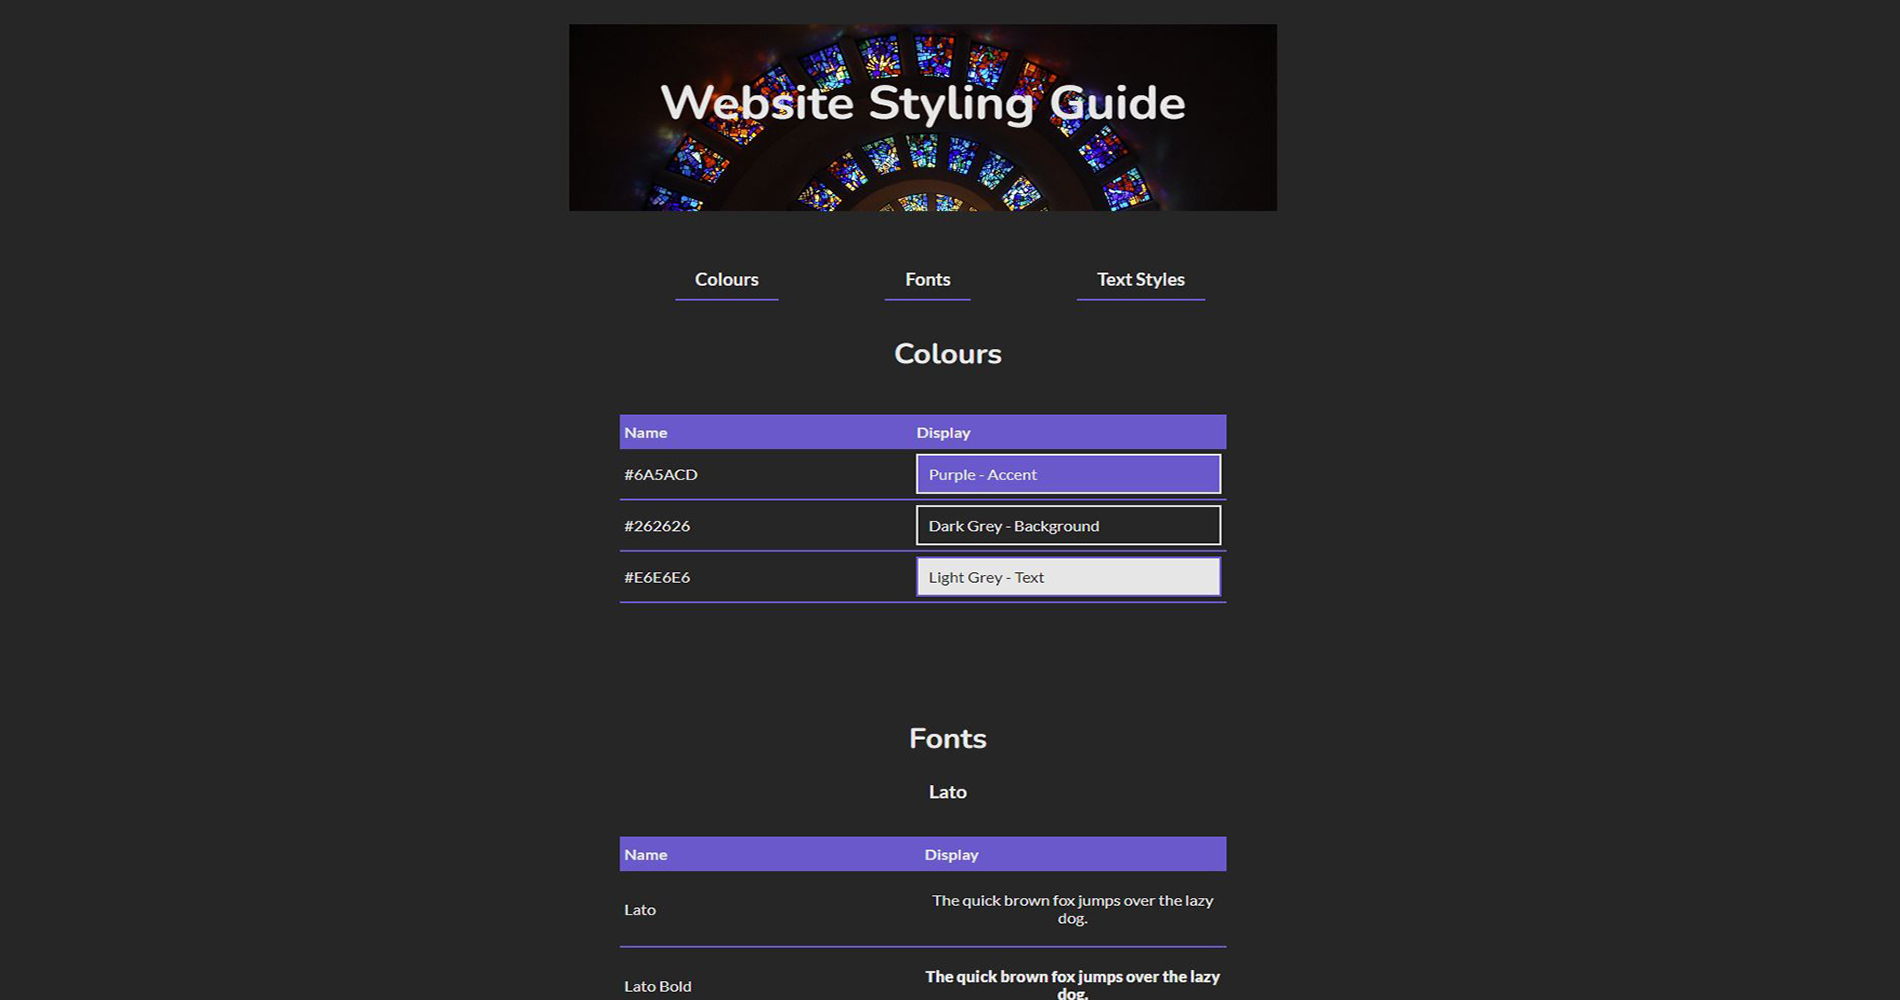 Website Styling Guide
Colours Fonts Text Styles
Colours
Name Display
#6A5ACD Purple - Accent
#262626 Dark Grey - Background
#E6E6E6 Light Grey - Text
Fonts
Lato
Name Display
Lato The quick brown fox jumps over the lazy
dog.
Lato Bold The quick brown fox jumps over the lazy
dog.